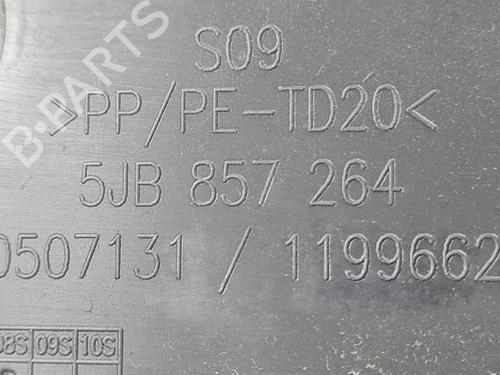 S09
>PP/PE-TD20<
5JB 857 264
0507131 / 1199662
08S 09S 10S
B-PARTS